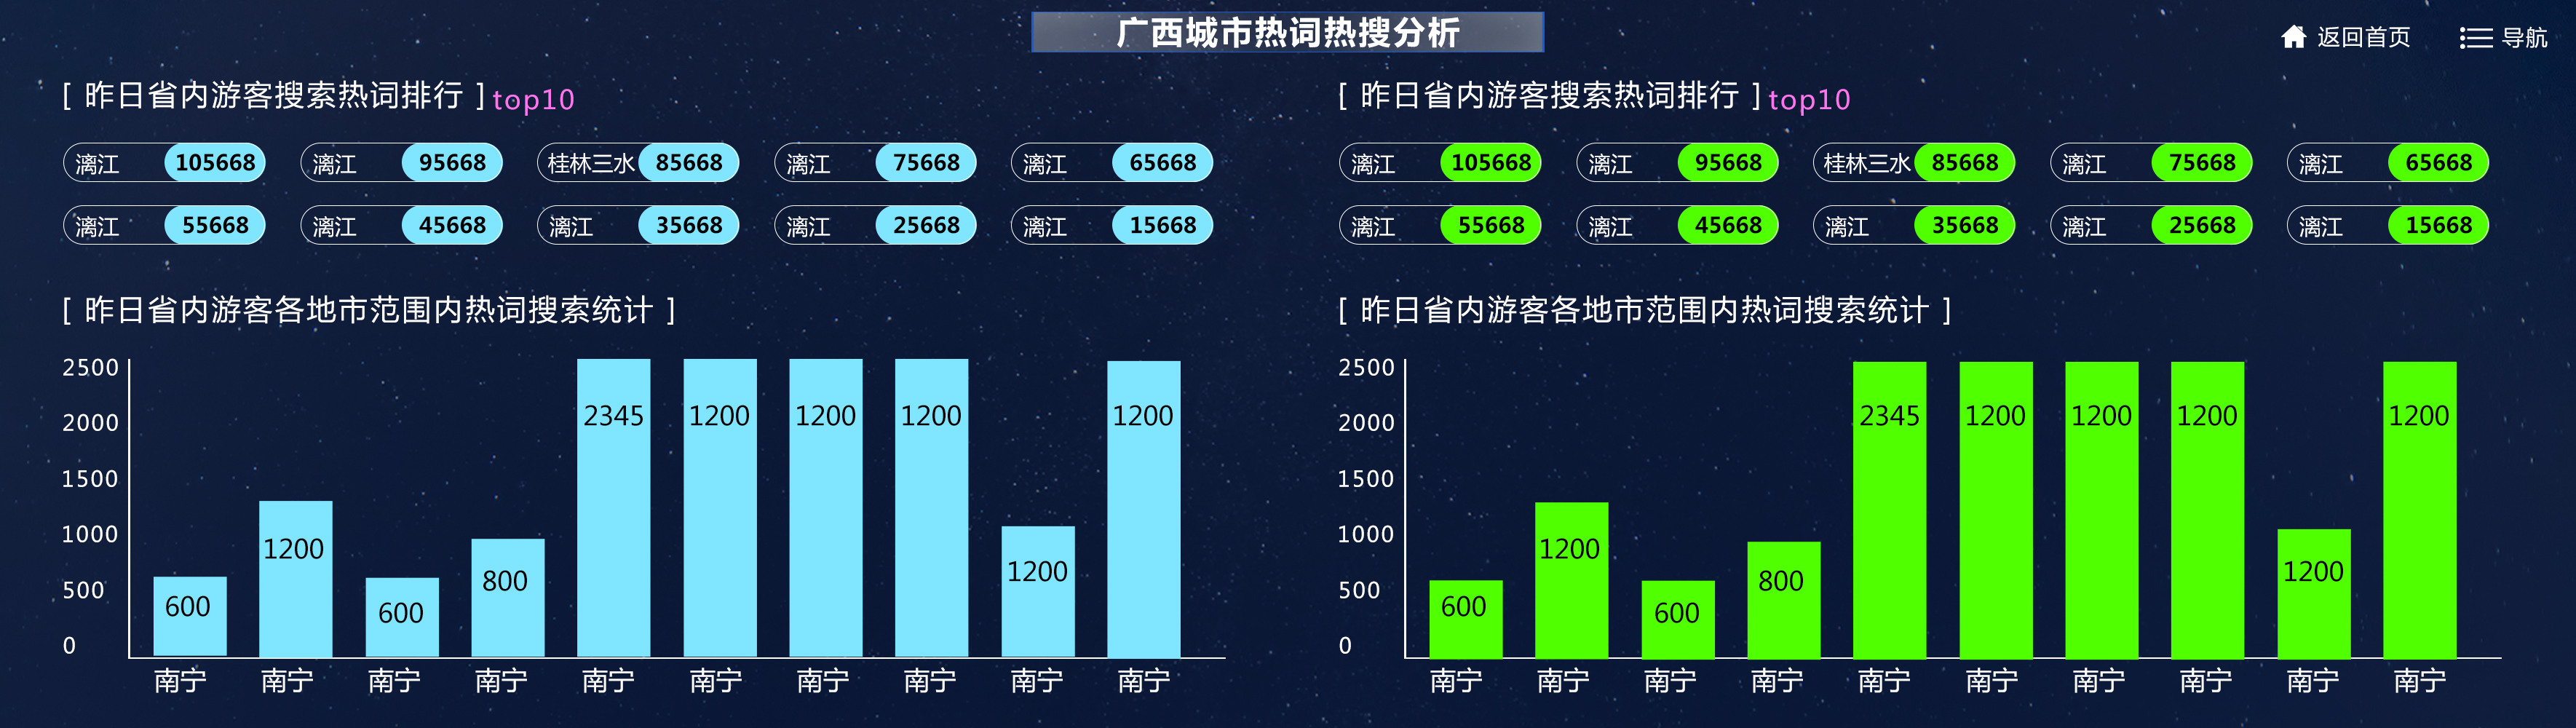 广西城市热词热搜分析
返回首页 导航
[ 昨日省内游客搜索热词排行 ] top10
漓江 105668 漓江 95668 桂林三水 85668 漓江 75668 漓江 65668
漓江 55668 漓江 45668 漓江 35668 漓江 25668 漓江 15668
[ 昨日省内游客各地市范围内热词搜索统计 ]
2500
2000
1500
1000
500
0
600 1200 600 800 2345 1200 1200 1200 1200 1200
南宁 南宁 南宁 南宁 南宁 南宁 南宁 南宁 南宁 南宁
[ 昨日省内游客搜索热词排行 ] top10
漓江 105668 漓江 95668 桂林三水 85668 漓江 75668 漓江 65668
漓江 55668 漓江 45668 漓江 35668 漓江 25668 漓江 15668
[ 昨日省内游客各地市范围内热词搜索统计 ]
2500
2000
1500
1000
500
0
600 1200 600 800 2345 1200 1200 1200 1200 1200
南宁 南宁 南宁 南宁 南宁 南宁 南宁 南宁 南宁 南宁